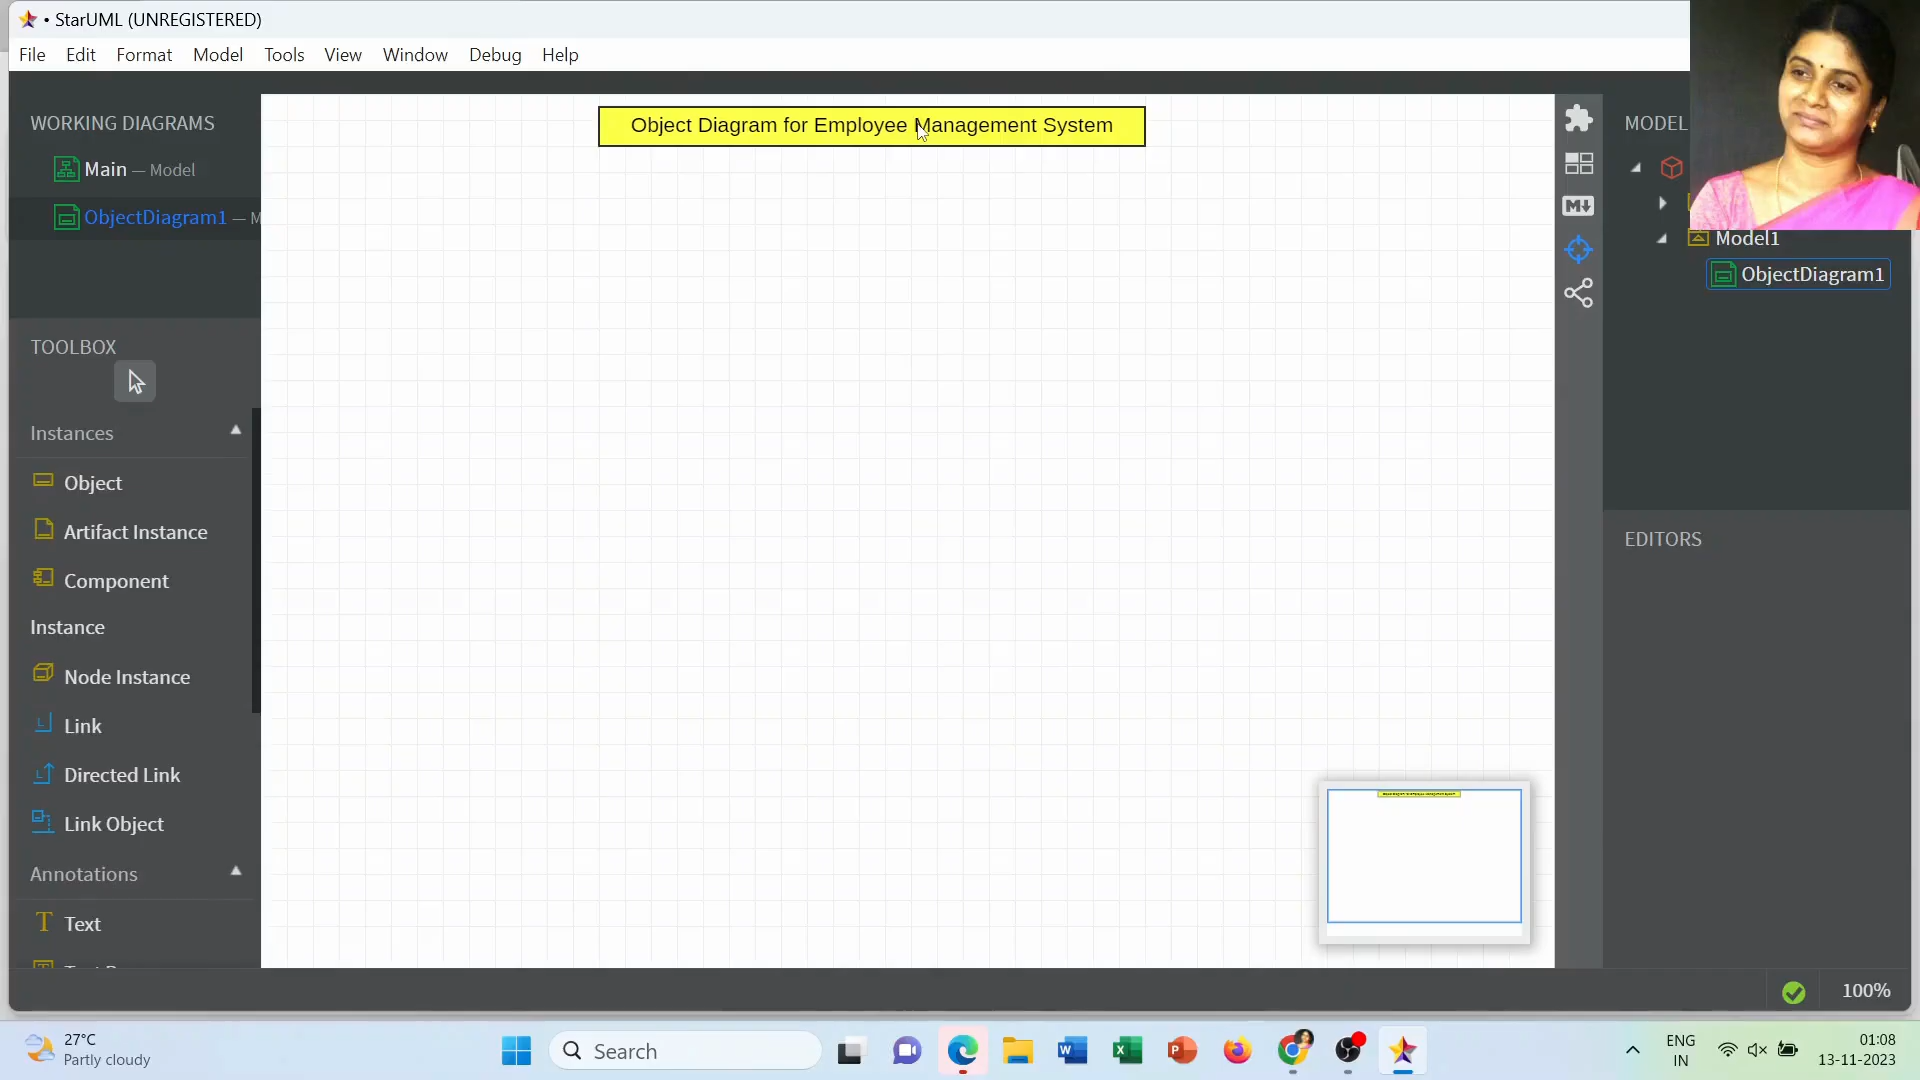 • StarUML (UNREGISTERED)
File Edit Format Model Tools View Window Debug Help
WORKING DIAGRAMS
Main — Model
ObjectDiagram1 — M
TOOLBOX
Instances
Object
Artifact Instance
Component
Instance
Node Instance
Link
Directed Link
Link Object
Annotations
Text
Object Diagram for Employee Management System
MODEL
Model1
ObjectDiagram1
EDITORS
100%
27°C
Partly cloudy
Search
ENG
IN
01:08
13-11-2023